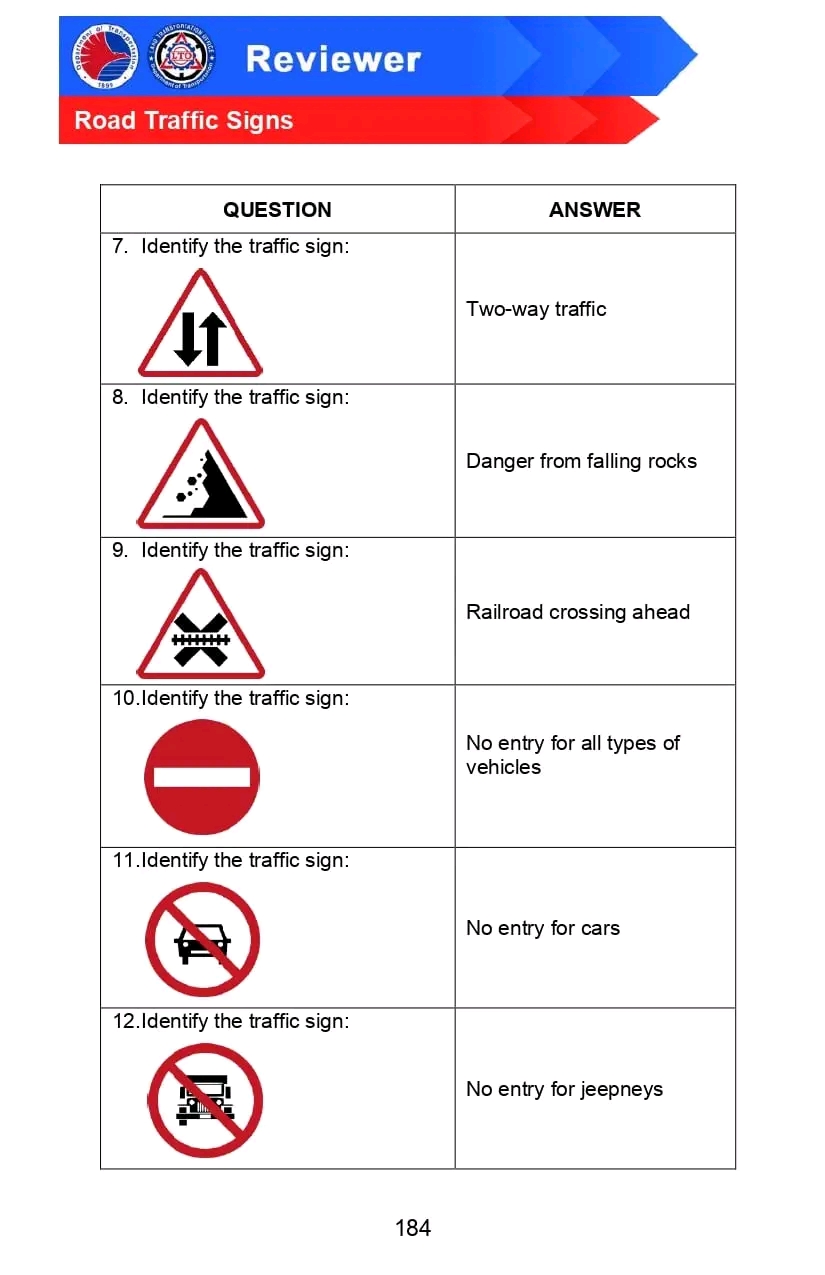 Department of Transportation
1899
LAND TRANSPORTATION OFFICE
LTO
Department of Transportation
Reviewer
Road Traffic Signs
QUESTION
ANSWER
7. Identify the traffic sign:
Two-way traffic
8. Identify the traffic sign:
Danger from falling rocks
9. Identify the traffic sign:
Railroad crossing ahead
10.Identify the traffic sign:
No entry for all types of
vehicles
11.Identify the traffic sign:
No entry for cars
12.Identify the traffic sign:
No entry for jeepneys
184